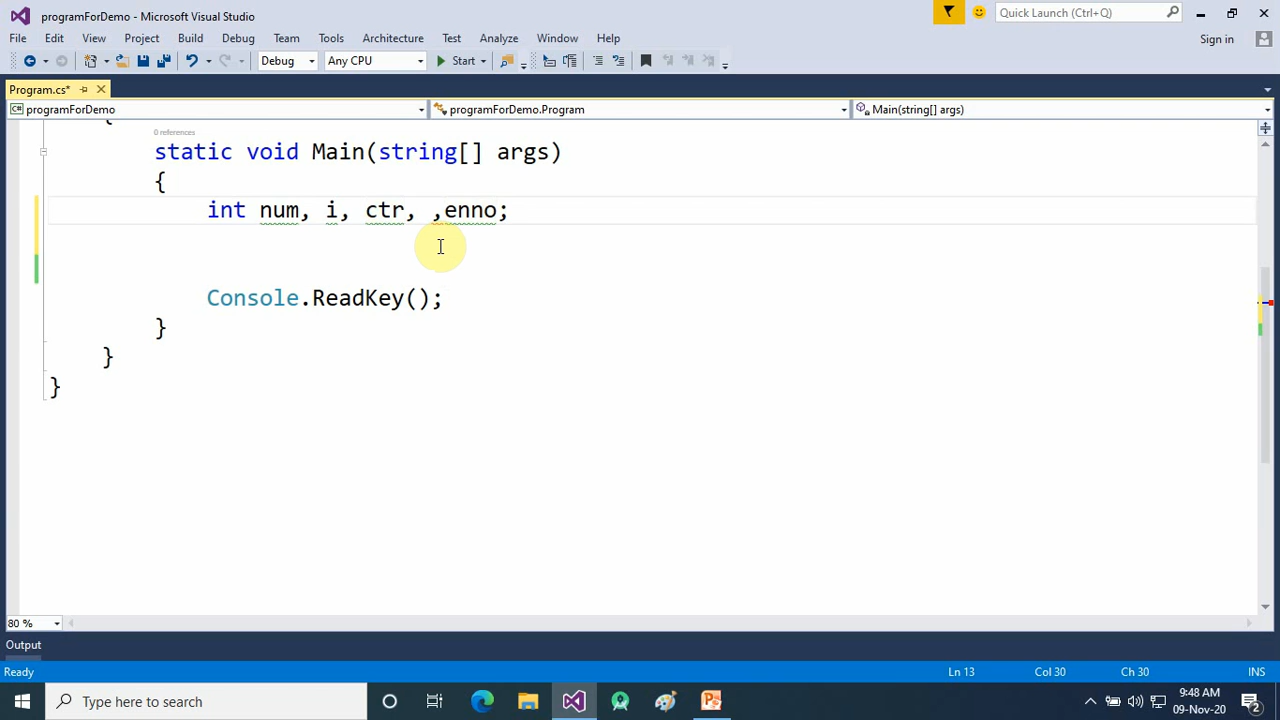 programForDemo - Microsoft Visual Studio
Quick Launch (Ctrl+Q)
File Edit View Project Build Debug Team Tools Architecture Test Analyze Window Help
Sign in
Debug Any CPU Start
Program.cs*
programForDemo
programForDemo.Program
Main(string[] args)
{
0 references
static void Main(string[] args)
{
int num, i, ctr, ,enno;
Console.ReadKey();
}
}
}
80 %
Output
Ready Ln 13 Col 30 Ch 30 INS
Type here to search
9:48 AM
09-Nov-20
2